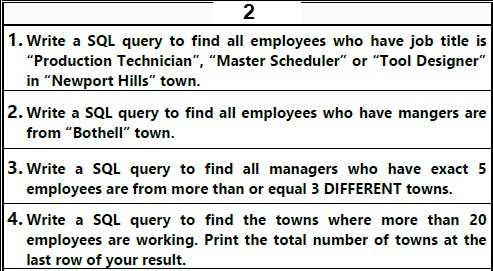 2
1. Write a SQL query to find all employees who have job title is
“Production Technician”, “Master Scheduler” or “Tool Designer”
in “Newport Hills” town.
2. Write a SQL query to find all employees who have mangers are
from “Bothell” town.
3. Write a SQL query to find all managers who have exact 5
employees are from more than or equal 3 DIFFERENT towns.
4. Write a SQL query to find the towns where more than 20
employees are working. Print the total number of towns at the
last row of your result.